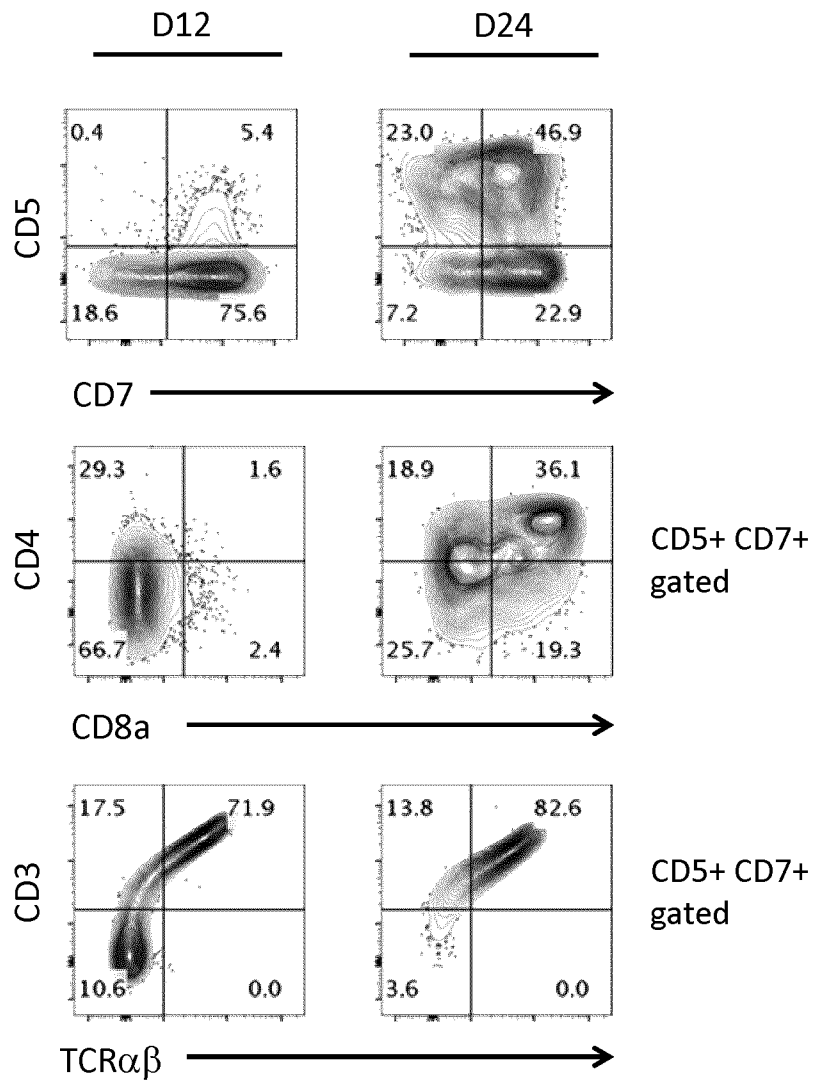 D12 D24
CD5
0.4 5.4
18.6 75.6
23.0 46.9
7.2 22.9
CD7
CD4
29.3 1.6
66.7 2.4
18.9 36.1
25.7 19.3
CD5+ CD7+
gated
CD8a
CD3
17.5 71.9
10.6 0.0
13.8 82.6
3.6 0.0
CD5+ CD7+
gated
TCRαβ